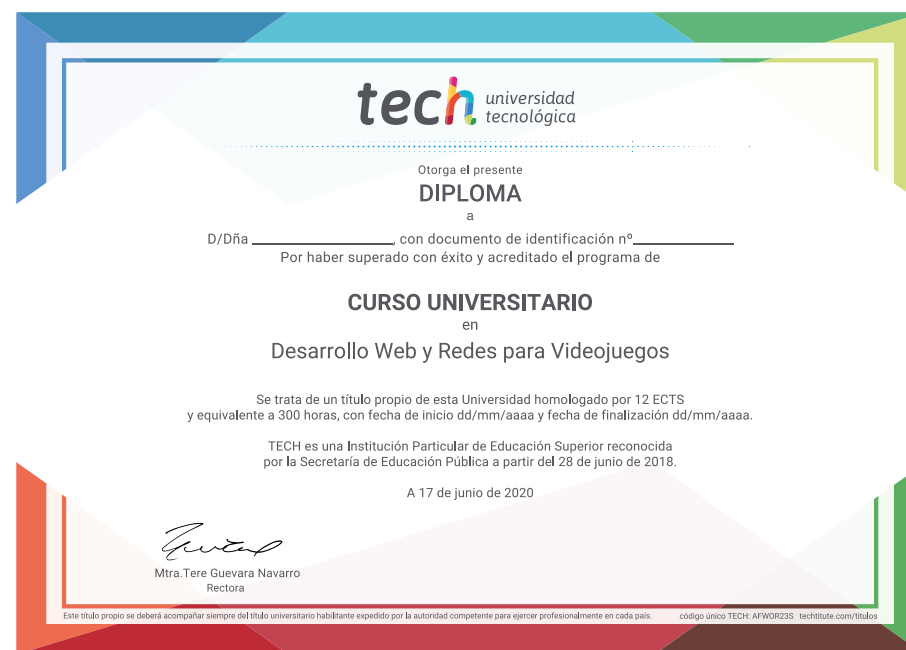 tech universidad
tecnológica
Otorga el presente
DIPLOMA
a
D/Dña ____________________, con documento de identificación nº______________
Por haber superado con éxito y acreditado el programa de
CURSO UNIVERSITARIO
en
Desarrollo Web y Redes para Videojuegos
Se trata de un título propio de esta Universidad homologado por 12 ECTS
y equivalente a 300 horas, con fecha de inicio dd/mm/aaaa y fecha de finalización dd/mm/aaaa.
TECH es una Institución Particular de Educación Superior reconocida
por la Secretaría de Educación Pública a partir del 28 de junio de 2018.
A 17 de junio de 2020
Mtra.Tere Guevara Navarro
Rectora
Este título propio se deberá acompañar siempre del título universitario habilitante expedido por la autoridad competente para ejercer profesionalmente en cada país. código único TECH: AFWOR23S techtitute.com/titulos